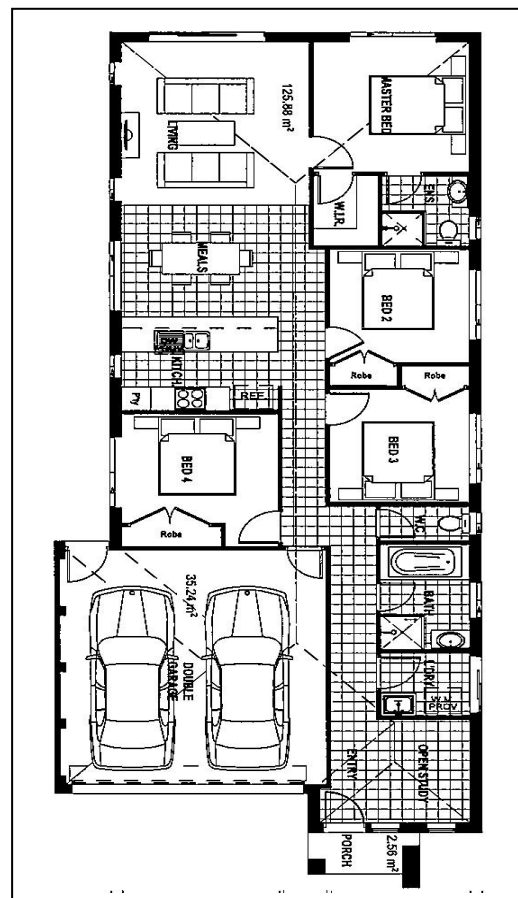 125.88 m²
LIVING
MASTER BED
W.I.R.
ENS
MEALS
BED 2
KITCH
Pty
REF
Robe
Robe
BED 3
BED 4
Robe
W.C
BATH
35.24 m²
DOUBLE
GARAGE
L'DRY
W.M
PROV
ENTRY
OPEN STUDY
PORCH
2.56 m²